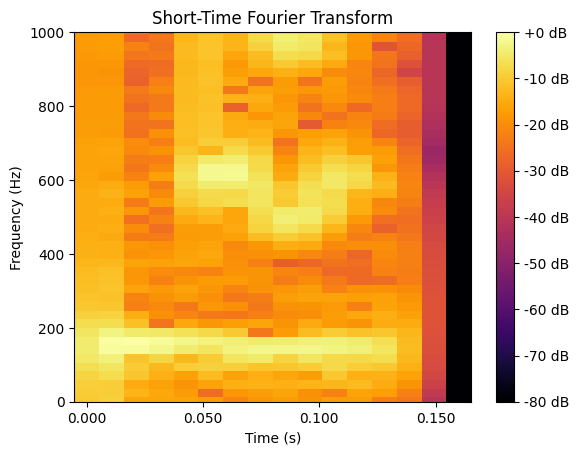 Short-Time Fourier Transform
Frequency (Hz)
1000
800
600
400
200
0
0.000
0.050
0.100
0.150
Time (s)
+0 dB
-10 dB
-20 dB
-30 dB
-40 dB
-50 dB
-60 dB
-70 dB
-80 dB